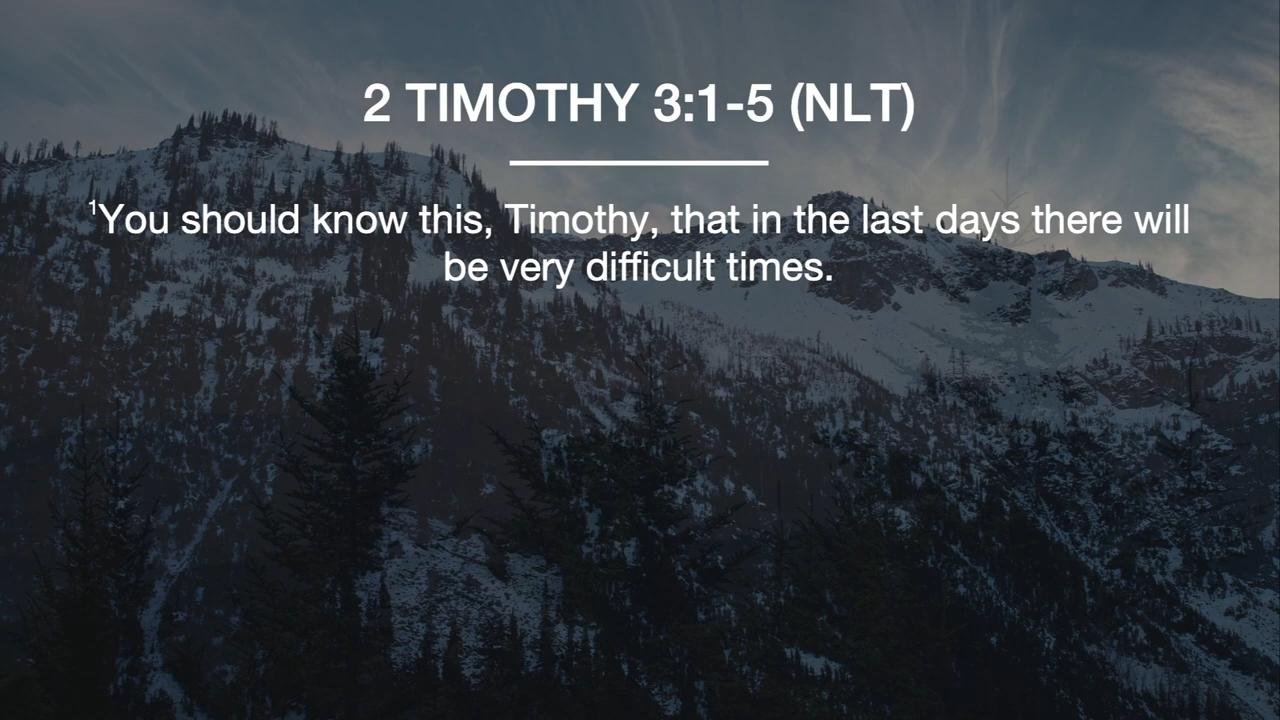 2 TIMOTHY 3:1-5 (NLT)
¹You should know this, Timothy, that in the last days there will
be very difficult times.